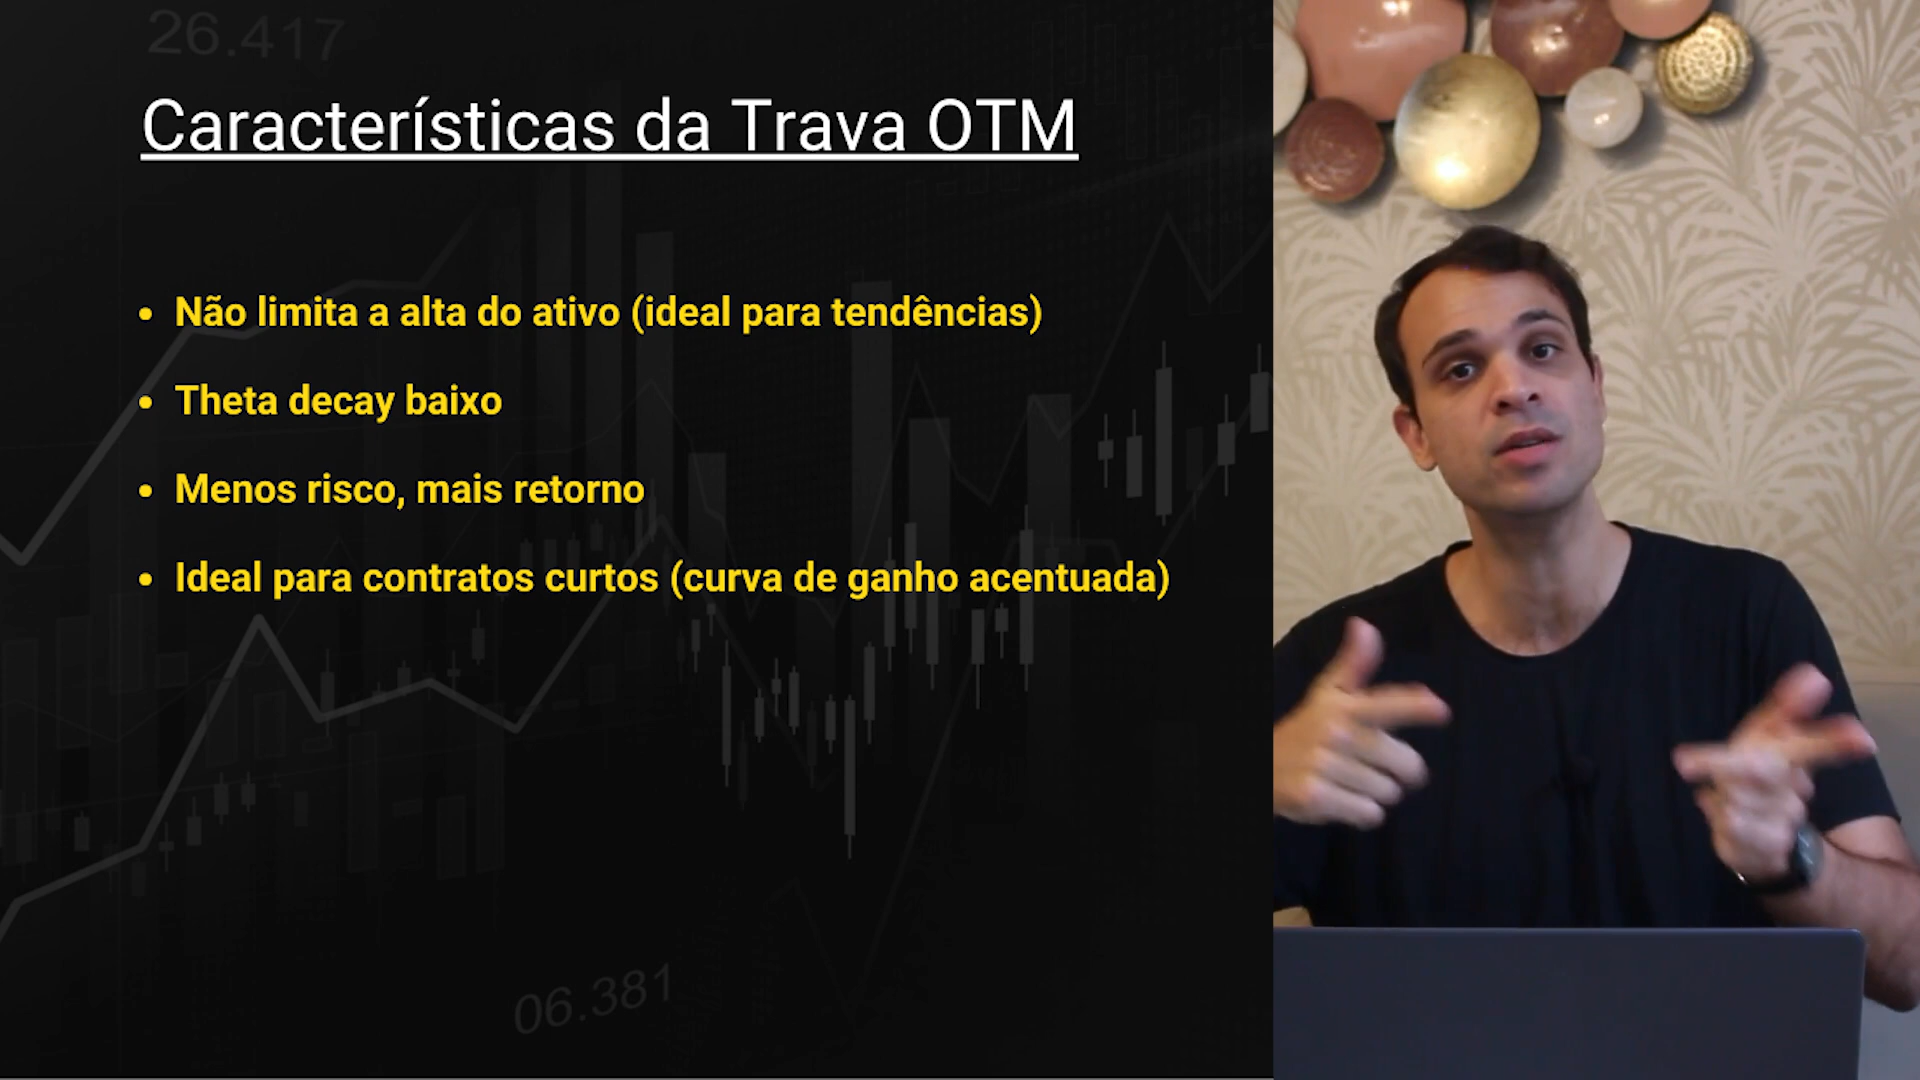 26.417
Características da Trava OTM
• Não limita a alta do ativo (ideal para tendências)
• Theta decay baixo
• Menos risco, mais retorno
• Ideal para contratos curtos (curva de ganho acentuada)
06.381